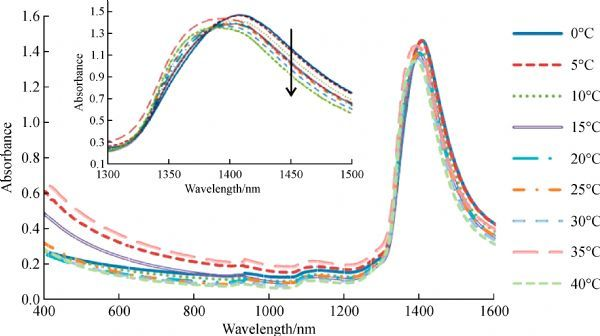 1.6
1.4
1.2
1.0
0.8
0.6
0.4
0.2
0.0
Absorbance
400
600
800
1000
1200
1400
1600
Wavelength/nm
1.5
1.3
1.1
0.9
0.7
0.5
0.3
0.1
Absorbance
1300
1350
1400
1450
1500
Wavelength/nm
0°C
5°C
10°C
15°C
20°C
25°C
30°C
35°C
40°C